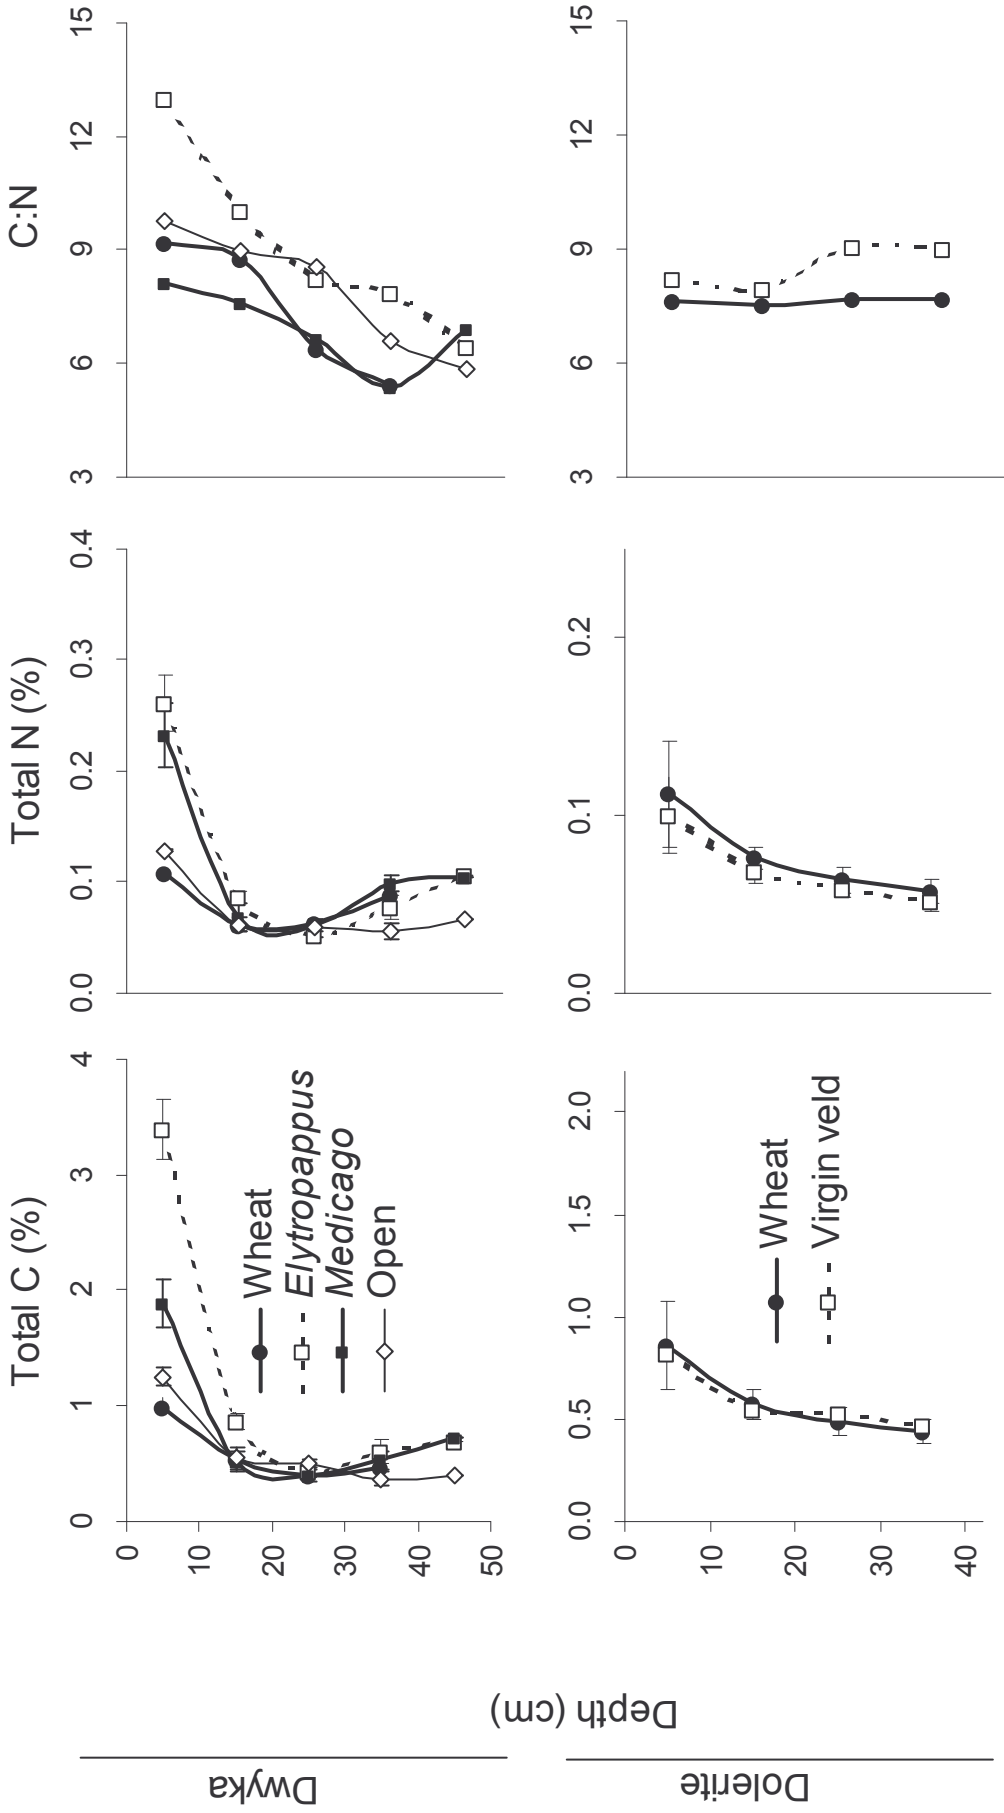 Total C (%)
Total N (%)
C:N
Dwyka
0 1 2 3 4
0.0 0.1 0.2 0.3 0.4
3 6 9 12 15
0
10
20
30
40
50
Wheat
Elytropappus
Medicago
Open
Depth (cm)
Dolerite
0.0 0.5 1.0 1.5 2.0
0.0 0.1 0.2
3 6 9 12 15
0
10
20
30
40
Wheat
Virgin veld